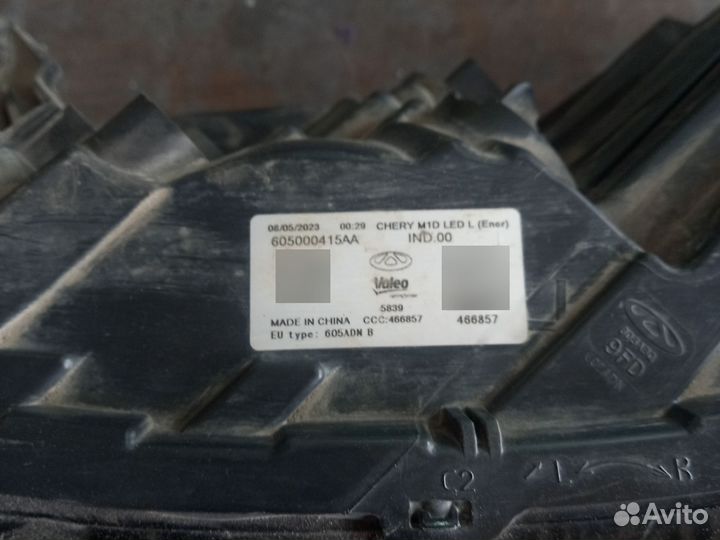 06/05/2023 00:29 CHERY M1D LED L (Ener)
605000415AA IND.00
Valeo
5839
MADE IN CHINA CCC:466857 466857
EU type: 605ADN B
9FD
C2 L R
Avito